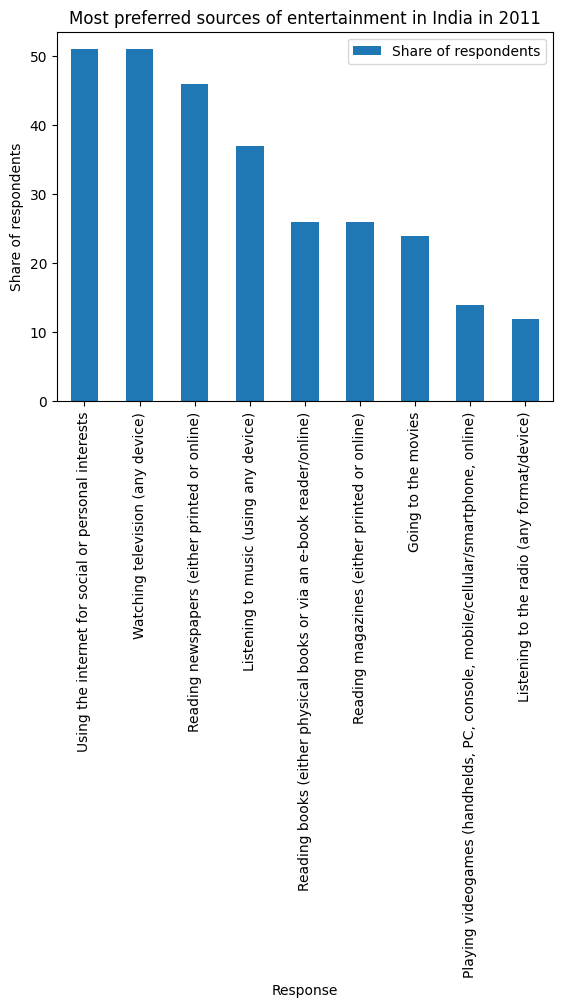 Most preferred sources of entertainment in India in 2011
Share of respondents
Share of respondents
50
40
30
20
10
0
Using the internet for social or personal interests
Watching television (any device)
Reading newspapers (either printed or online)
Listening to music (using any device)
Reading books (either physical books or via an e-book reader/online)
Reading magazines (either printed or online)
Going to the movies
Playing videogames (handhelds, PC, console, mobile/cellular/smartphone, online)
Listening to the radio (any format/device)
Response